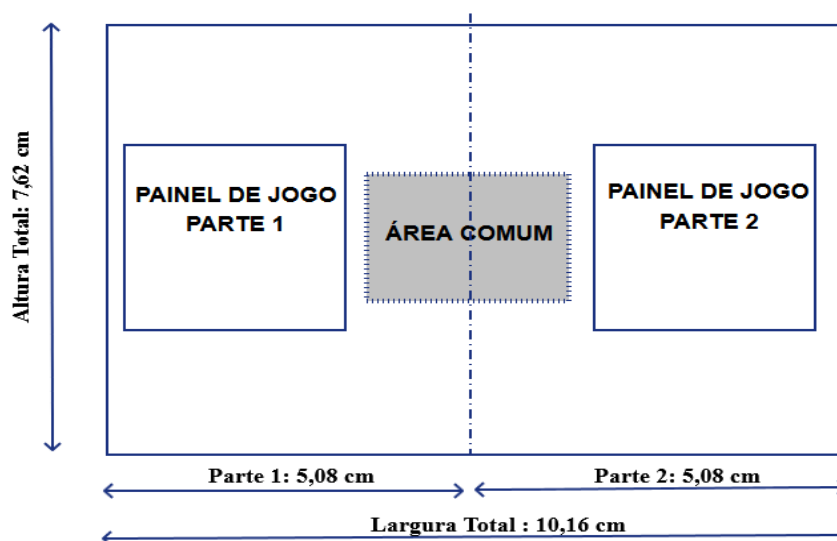 Altura Total: 7,62 cm
PAINEL DE JOGO
PARTE 1
ÁREA COMUM
PAINEL DE JOGO
PARTE 2
Parte 1: 5,08 cm
Parte 2: 5,08 cm
Largura Total : 10,16 cm